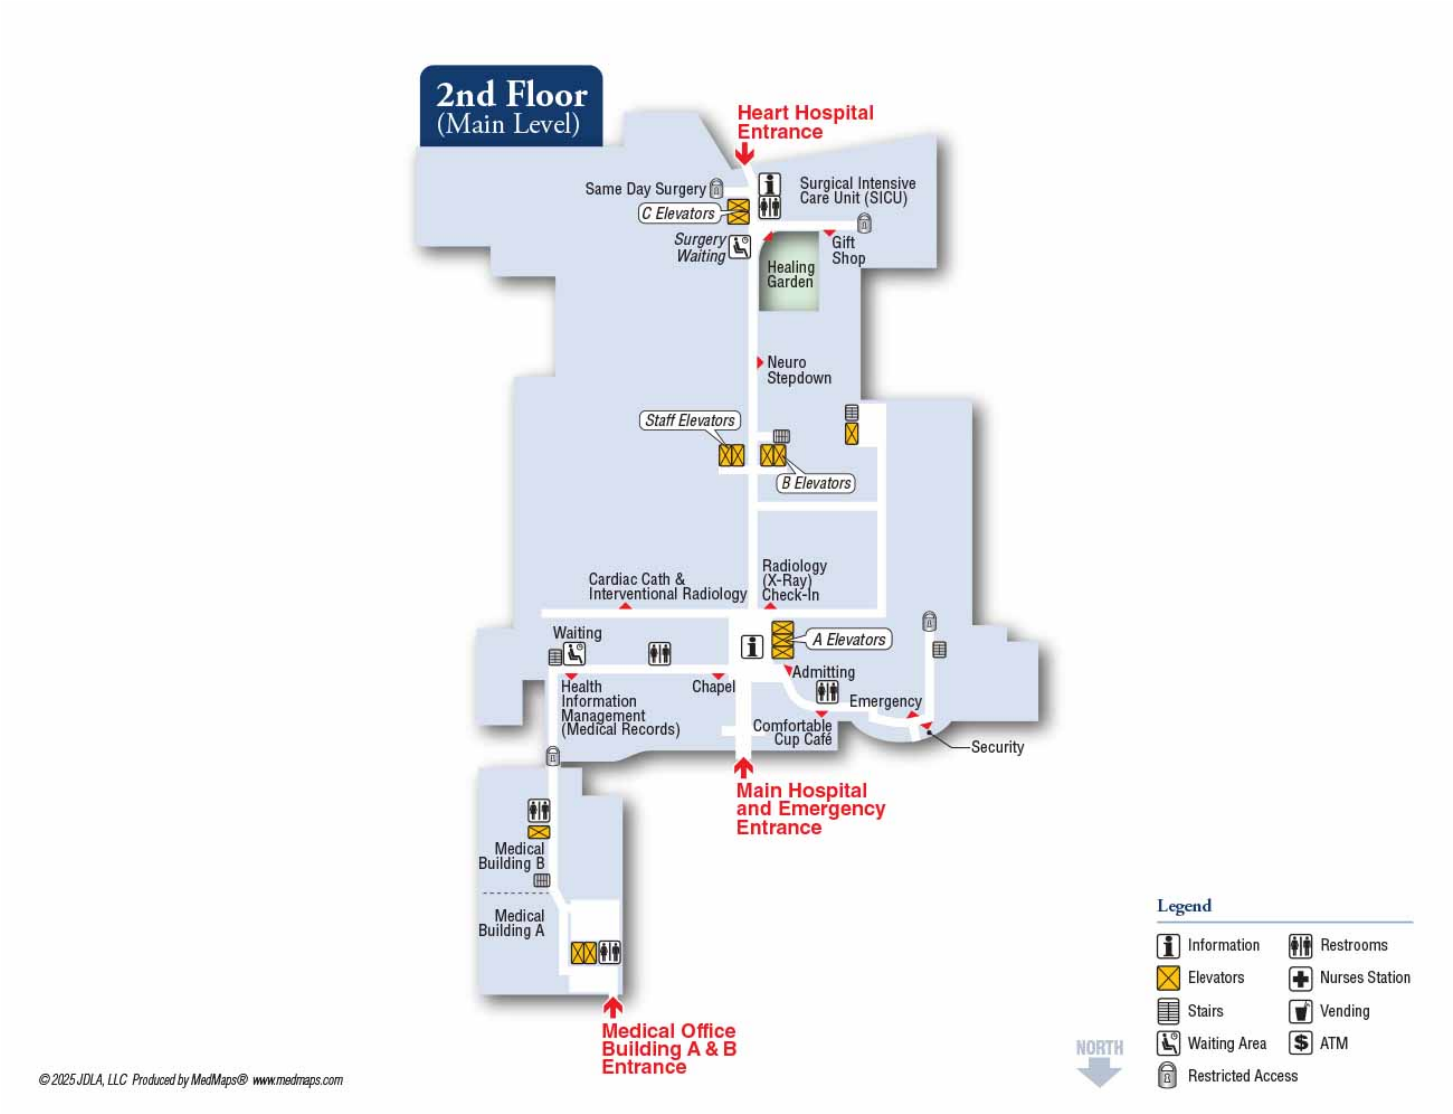 2nd Floor
(Main Level)
Heart Hospital
Entrance
Same Day Surgery
Surgical Intensive
Care Unit (SICU)
C Elevators
Surgery
Waiting
Gift
Shop
Healing
Garden
Neuro
Stepdown
Staff Elevators
B Elevators
Radiology
(X-Ray)
Check-In
Cardiac Cath &
Interventional Radiology
Waiting
A Elevators
Admitting
Health
Information
Management
(Medical Records)
Chapel
Emergency
Comfortable
Cup Café
Security
Main Hospital
and Emergency
Entrance
Medical
Building B
Medical
Building A
Medical Office
Building A & B
Entrance
Legend
Information
Restrooms
Elevators
Nurses Station
Stairs
Vending
Waiting Area
$ ATM
Restricted Access
NORTH
© 2025 JDLA, LLC Produced by MedMaps® www.medmaps.com